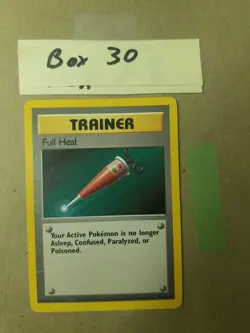 Box 30
TRAINER
Full Heal
Your Active Pokémon is no longer
Asleep, Confused, Paralyzed, or
Poisoned.